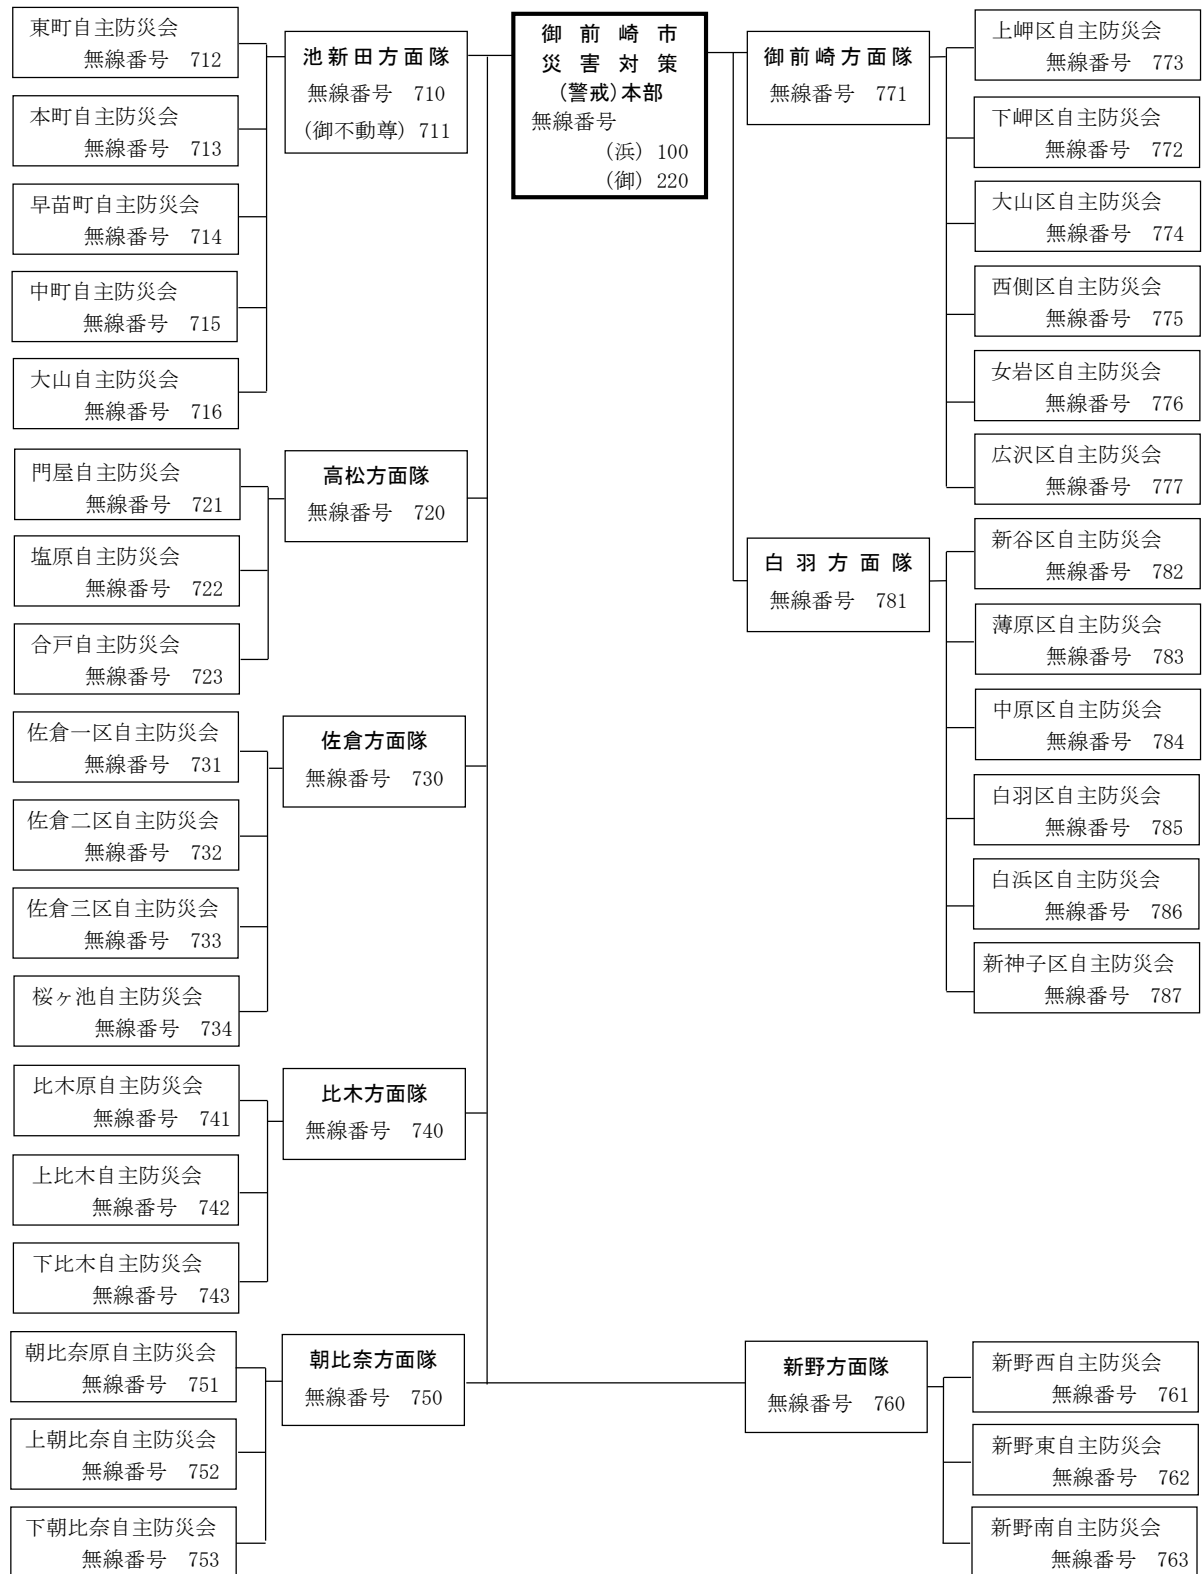 御前崎市
災害対策
(警戒)本部
無線番号
(浜) 100
(御) 220
池新田方面隊
無線番号 710
(御不動尊) 711
東町自主防災会
無線番号 712
本町自主防災会
無線番号 713
早苗町自主防災会
無線番号 714
中町自主防災会
無線番号 715
大山自主防災会
無線番号 716
高松方面隊
無線番号 720
門屋自主防災会
無線番号 721
塩原自主防災会
無線番号 722
合戸自主防災会
無線番号 723
佐倉方面隊
無線番号 730
佐倉一区自主防災会
無線番号 731
佐倉二区自主防災会
無線番号 732
佐倉三区自主防災会
無線番号 733
桜ヶ池自主防災会
無線番号 734
比木方面隊
無線番号 740
比木原自主防災会
無線番号 741
上比木自主防災会
無線番号 742
下比木自主防災会
無線番号 743
朝比奈方面隊
無線番号 750
朝比奈原自主防災会
無線番号 751
上朝比奈自主防災会
無線番号 752
下朝比奈自主防災会
無線番号 753
御前崎方面隊
無線番号 771
上岬区自主防災会
無線番号 773
下岬区自主防災会
無線番号 772
大山区自主防災会
無線番号 774
西側区自主防災会
無線番号 775
女岩区自主防災会
無線番号 776
広沢区自主防災会
無線番号 777
白羽方面隊
無線番号 781
新谷区自主防災会
無線番号 782
薄原区自主防災会
無線番号 783
中原区自主防災会
無線番号 784
白羽区自主防災会
無線番号 785
白浜区自主防災会
無線番号 786
新神子区自主防災会
無線番号 787
新野方面隊
無線番号 760
新野西自主防災会
無線番号 761
新野東自主防災会
無線番号 762
新野南自主防災会
無線番号 763